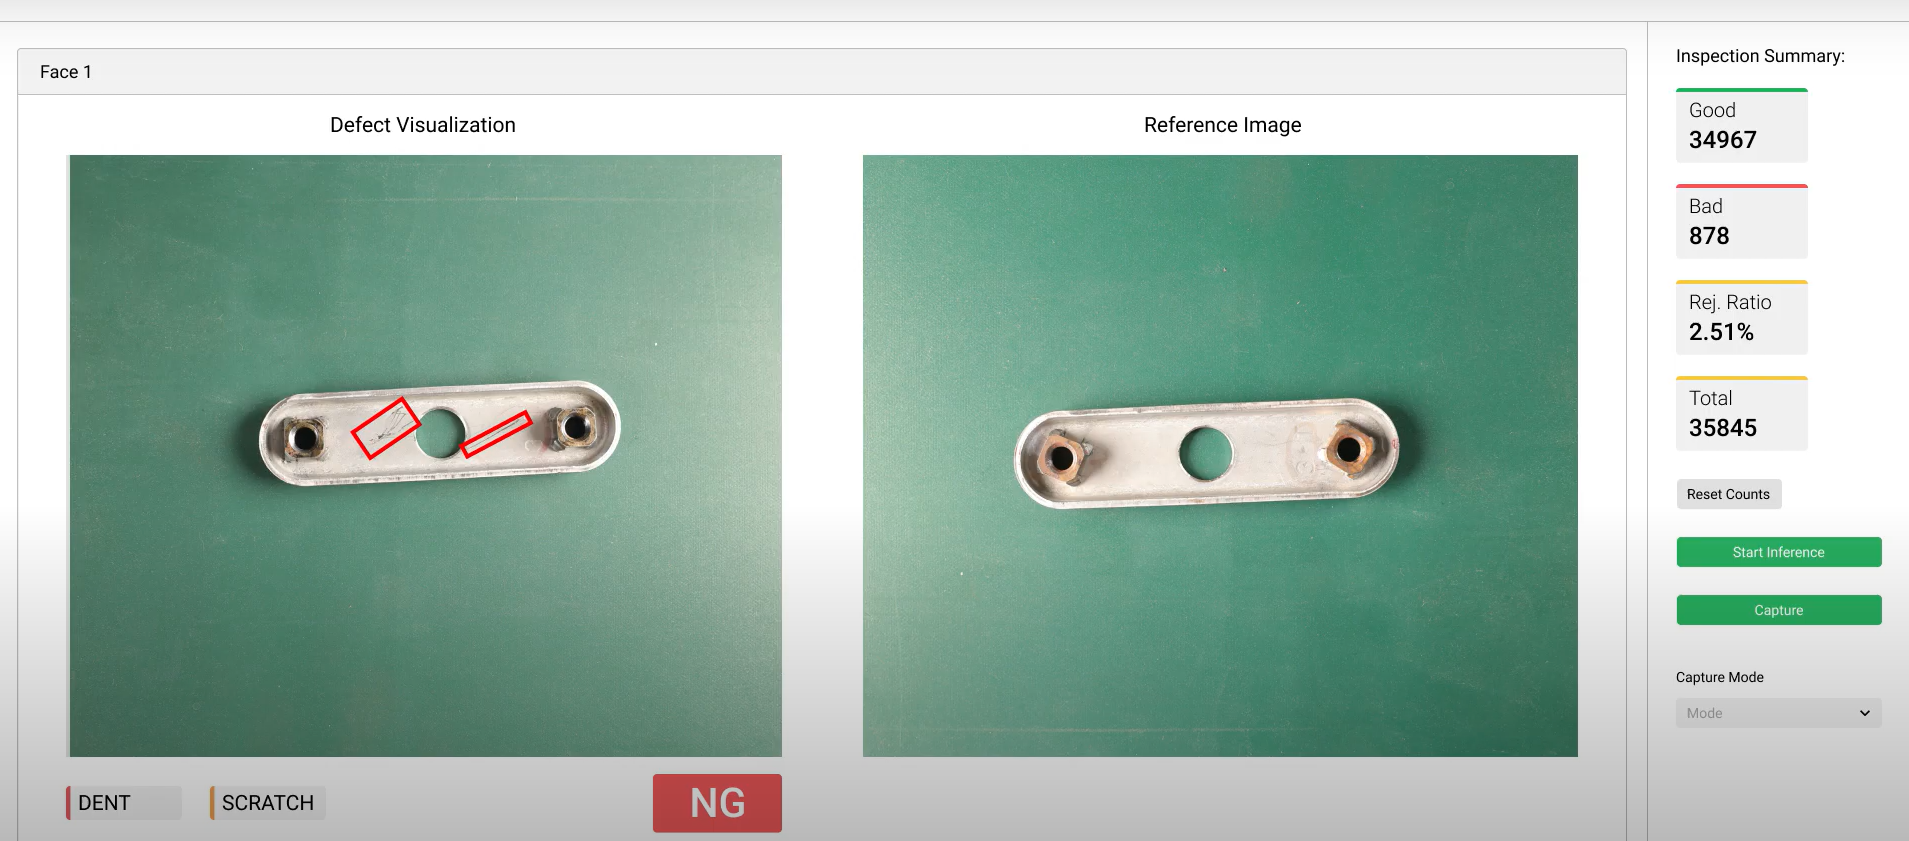 Face 1
Defect Visualization
Reference Image
DENT
SCRATCH
NG
Inspection Summary:
Good
34967
Bad
878
Rej. Ratio
2.51%
Total
35845
Reset Counts
Start Inference
Capture
Capture Mode
Mode